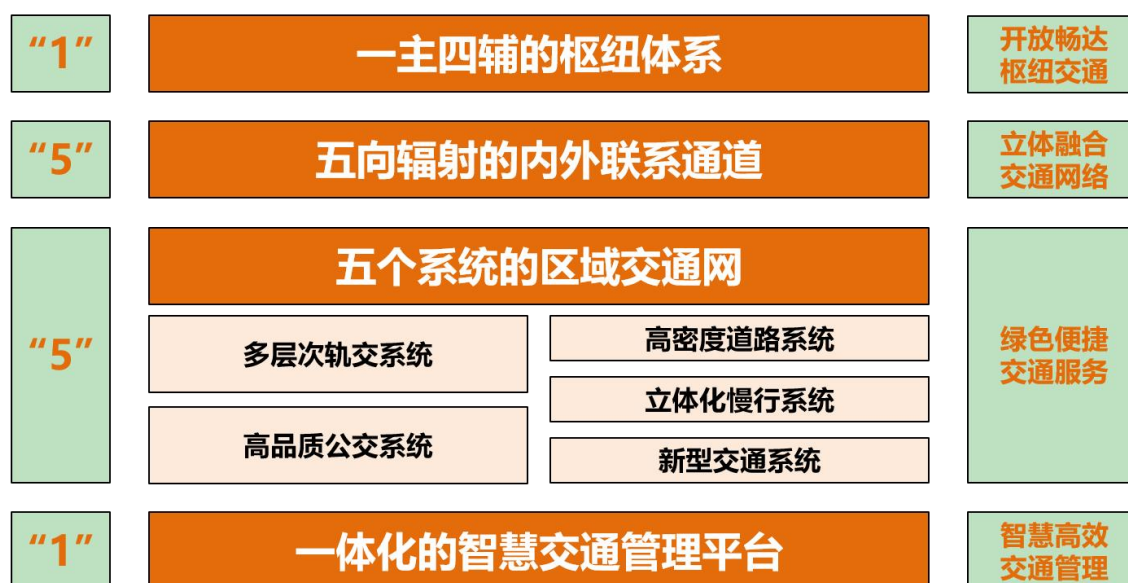 “1”
一主四辅的枢纽体系
开放畅达
枢纽交通
“5”
五向辐射的内外联系通道
立体融合
交通网络
“5”
五个系统的区域交通网
多层次轨交系统
高品质公交系统
高密度道路系统
立体化慢行系统
新型交通系统
绿色便捷
交通服务
“1”
一体化的智慧交通管理平台
智慧高效
交通管理